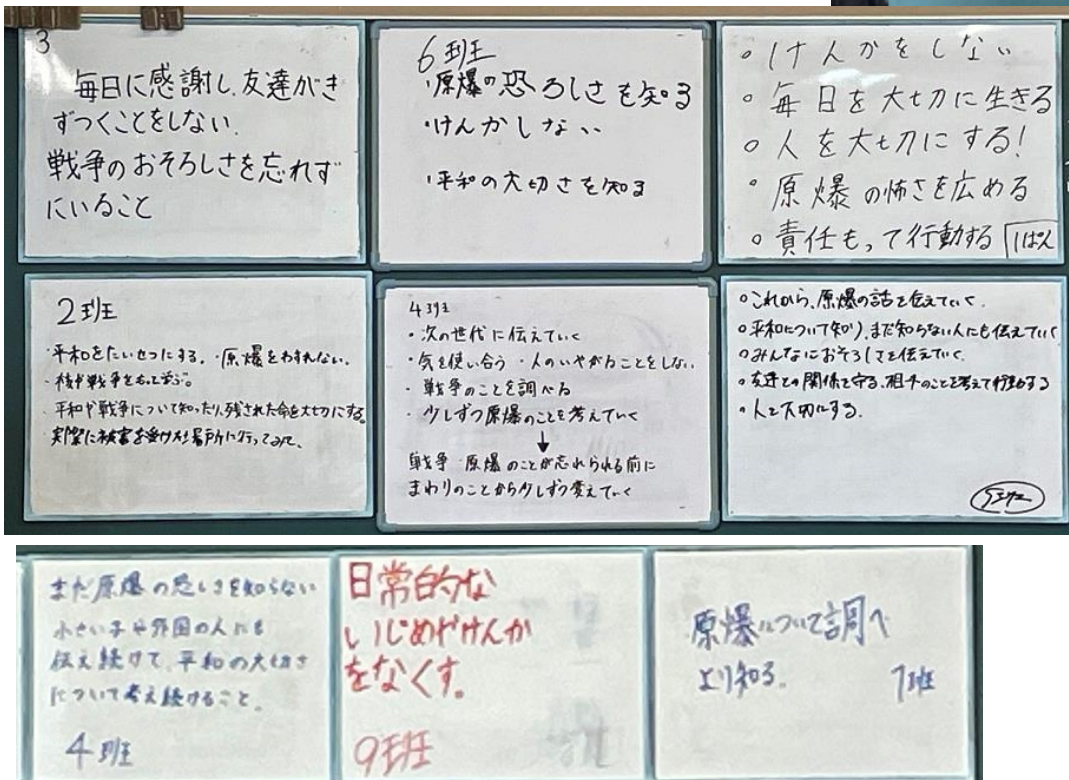 3
毎日に感謝し、友達がき
ずつくことをしない.
戦争のおそろしさを忘れず
にいること
6班
・原爆の恐ろしさを知る
・けんかしない
・平和の大切さを知る
○けんかをしない
○毎日を大切に生きる
○人を大切にする!
○原爆の怖さを広める
○責任もって行動する 1ぱん
2班
・平和をたいせつにする。・原爆をわすれない。
・核や戦争をもっと学ぶ。
・平和や戦争について知ったり、残された命を大切にする。
・実際に被害を受けた場所に行ってみて、
4班
・次の世代に伝えていく
・気を使い合う ・人のいやがることをしない
・戦争のことを調べる
・少しずつ原爆のことを考えていく
↓
戦争・原爆のことが忘れられる前に
まわりのことから少しずつ変えていく
○これから、原爆の話を伝えていく.
○平和について知り、まだ知らない人にも伝えていく
○みんなにおそろしさを伝えていく.
○友達との関係を守る、相手のことを考えて行動する
○人を大切にする.
まだ原爆の恐しさを知らない
小さい子や外国の人にも
伝え続けて、平和の大切さ
について考え続けること。
4班
日常的な
いじめやけんか
をなくす。
9班
原爆について調べ
より知る.
7班